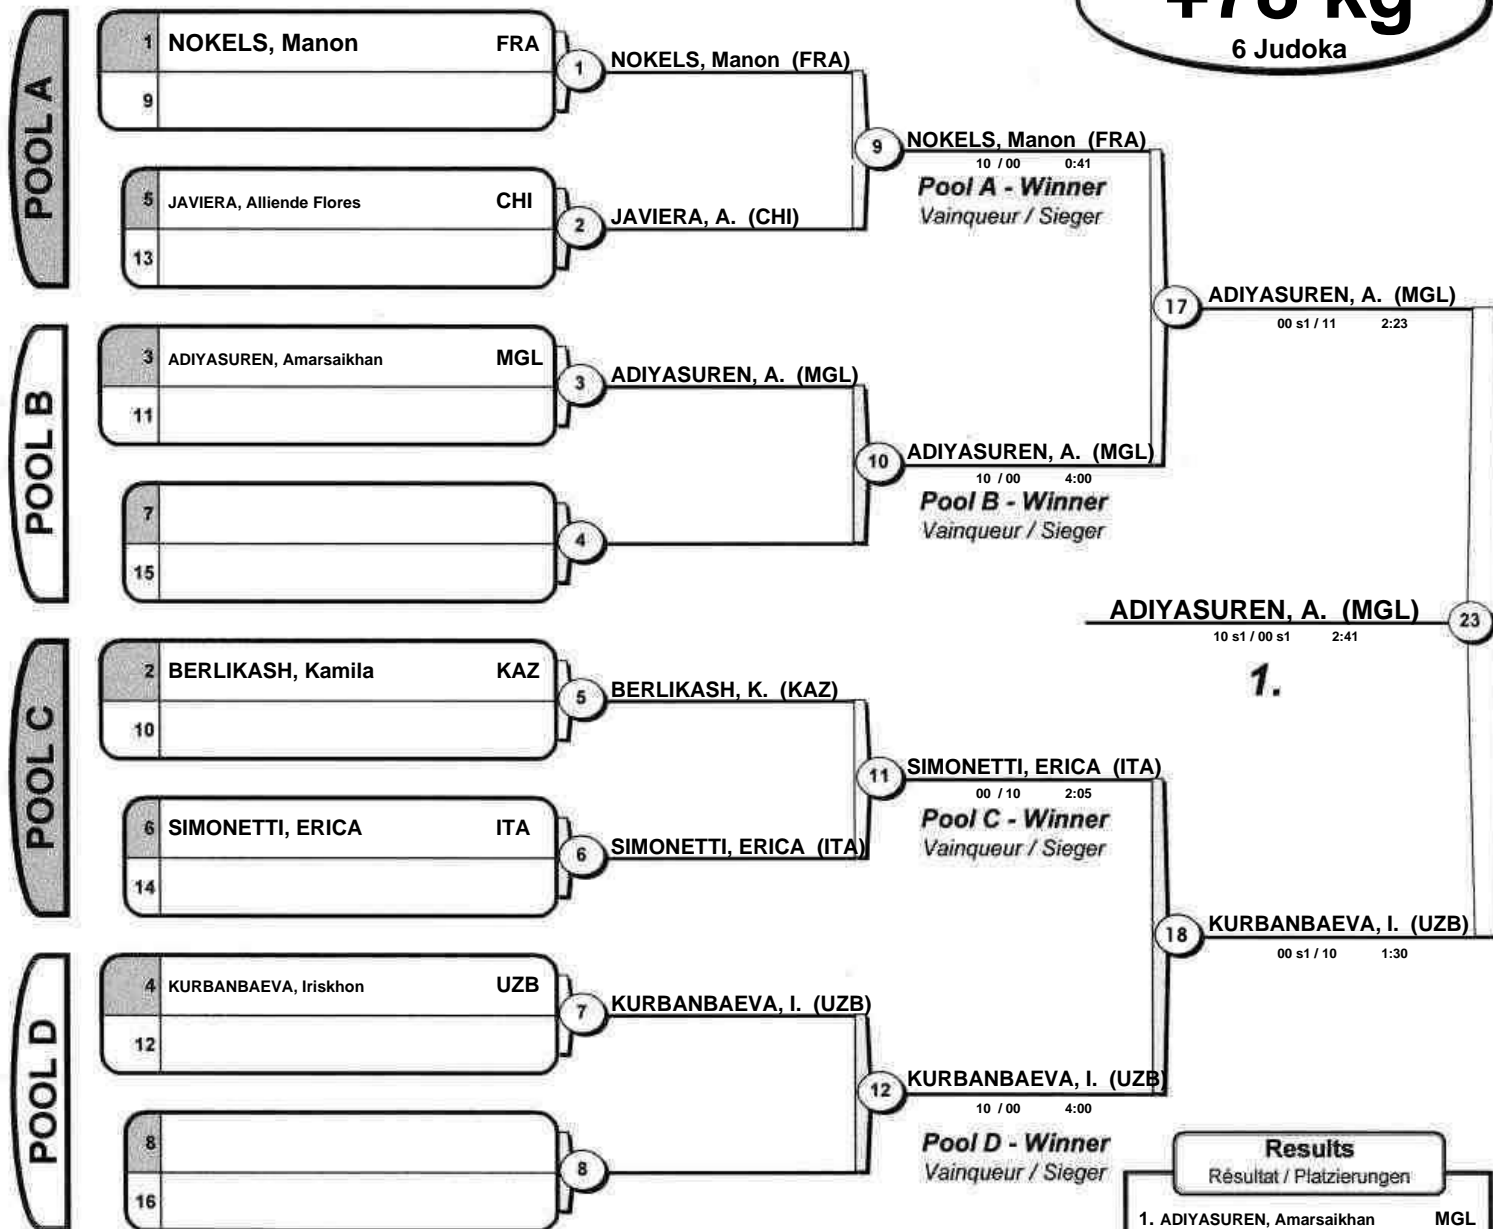 +78 kg
6 Judoka
POOL A
1 NOKELS, Manon FRA
9
5 JAVIERA, Alliende Flores CHI
13
1 NOKELS, Manon (FRA)
2 JAVIERA, A. (CHI)
9 NOKELS, Manon (FRA)
10 / 00 0:41
Pool A - Winner
Vainqueur / Sieger
POOL B
3 ADIYASUREN, Amarsaikhan MGL
11
7
15
3 ADIYASUREN, A. (MGL)
4
10 ADIYASUREN, A. (MGL)
10 / 00 4:00
Pool B - Winner
Vainqueur / Sieger
17 ADIYASUREN, A. (MGL)
00 s1 / 11 2:23
POOL C
2 BERLIKASH, Kamila KAZ
10
6 SIMONETTI, ERICA ITA
14
5 BERLIKASH, K. (KAZ)
6 SIMONETTI, ERICA (ITA)
11 SIMONETTI, ERICA (ITA)
00 / 10 2:05
Pool C - Winner
Vainqueur / Sieger
POOL D
4 KURBANBAEVA, Iriskhon UZB
12
8
16
7 KURBANBAEVA, I. (UZB)
8
12 KURBANBAEVA, I. (UZB)
10 / 00 4:00
Pool D - Winner
Vainqueur / Sieger
18 KURBANBAEVA, I. (UZB)
00 s1 / 10 1:30
ADIYASUREN, A. (MGL) 23
10 s1 / 00 s1 2:41
1.
Results
Résultat / Platzierungen
1. ADIYASUREN, Amarsaikhan MGL